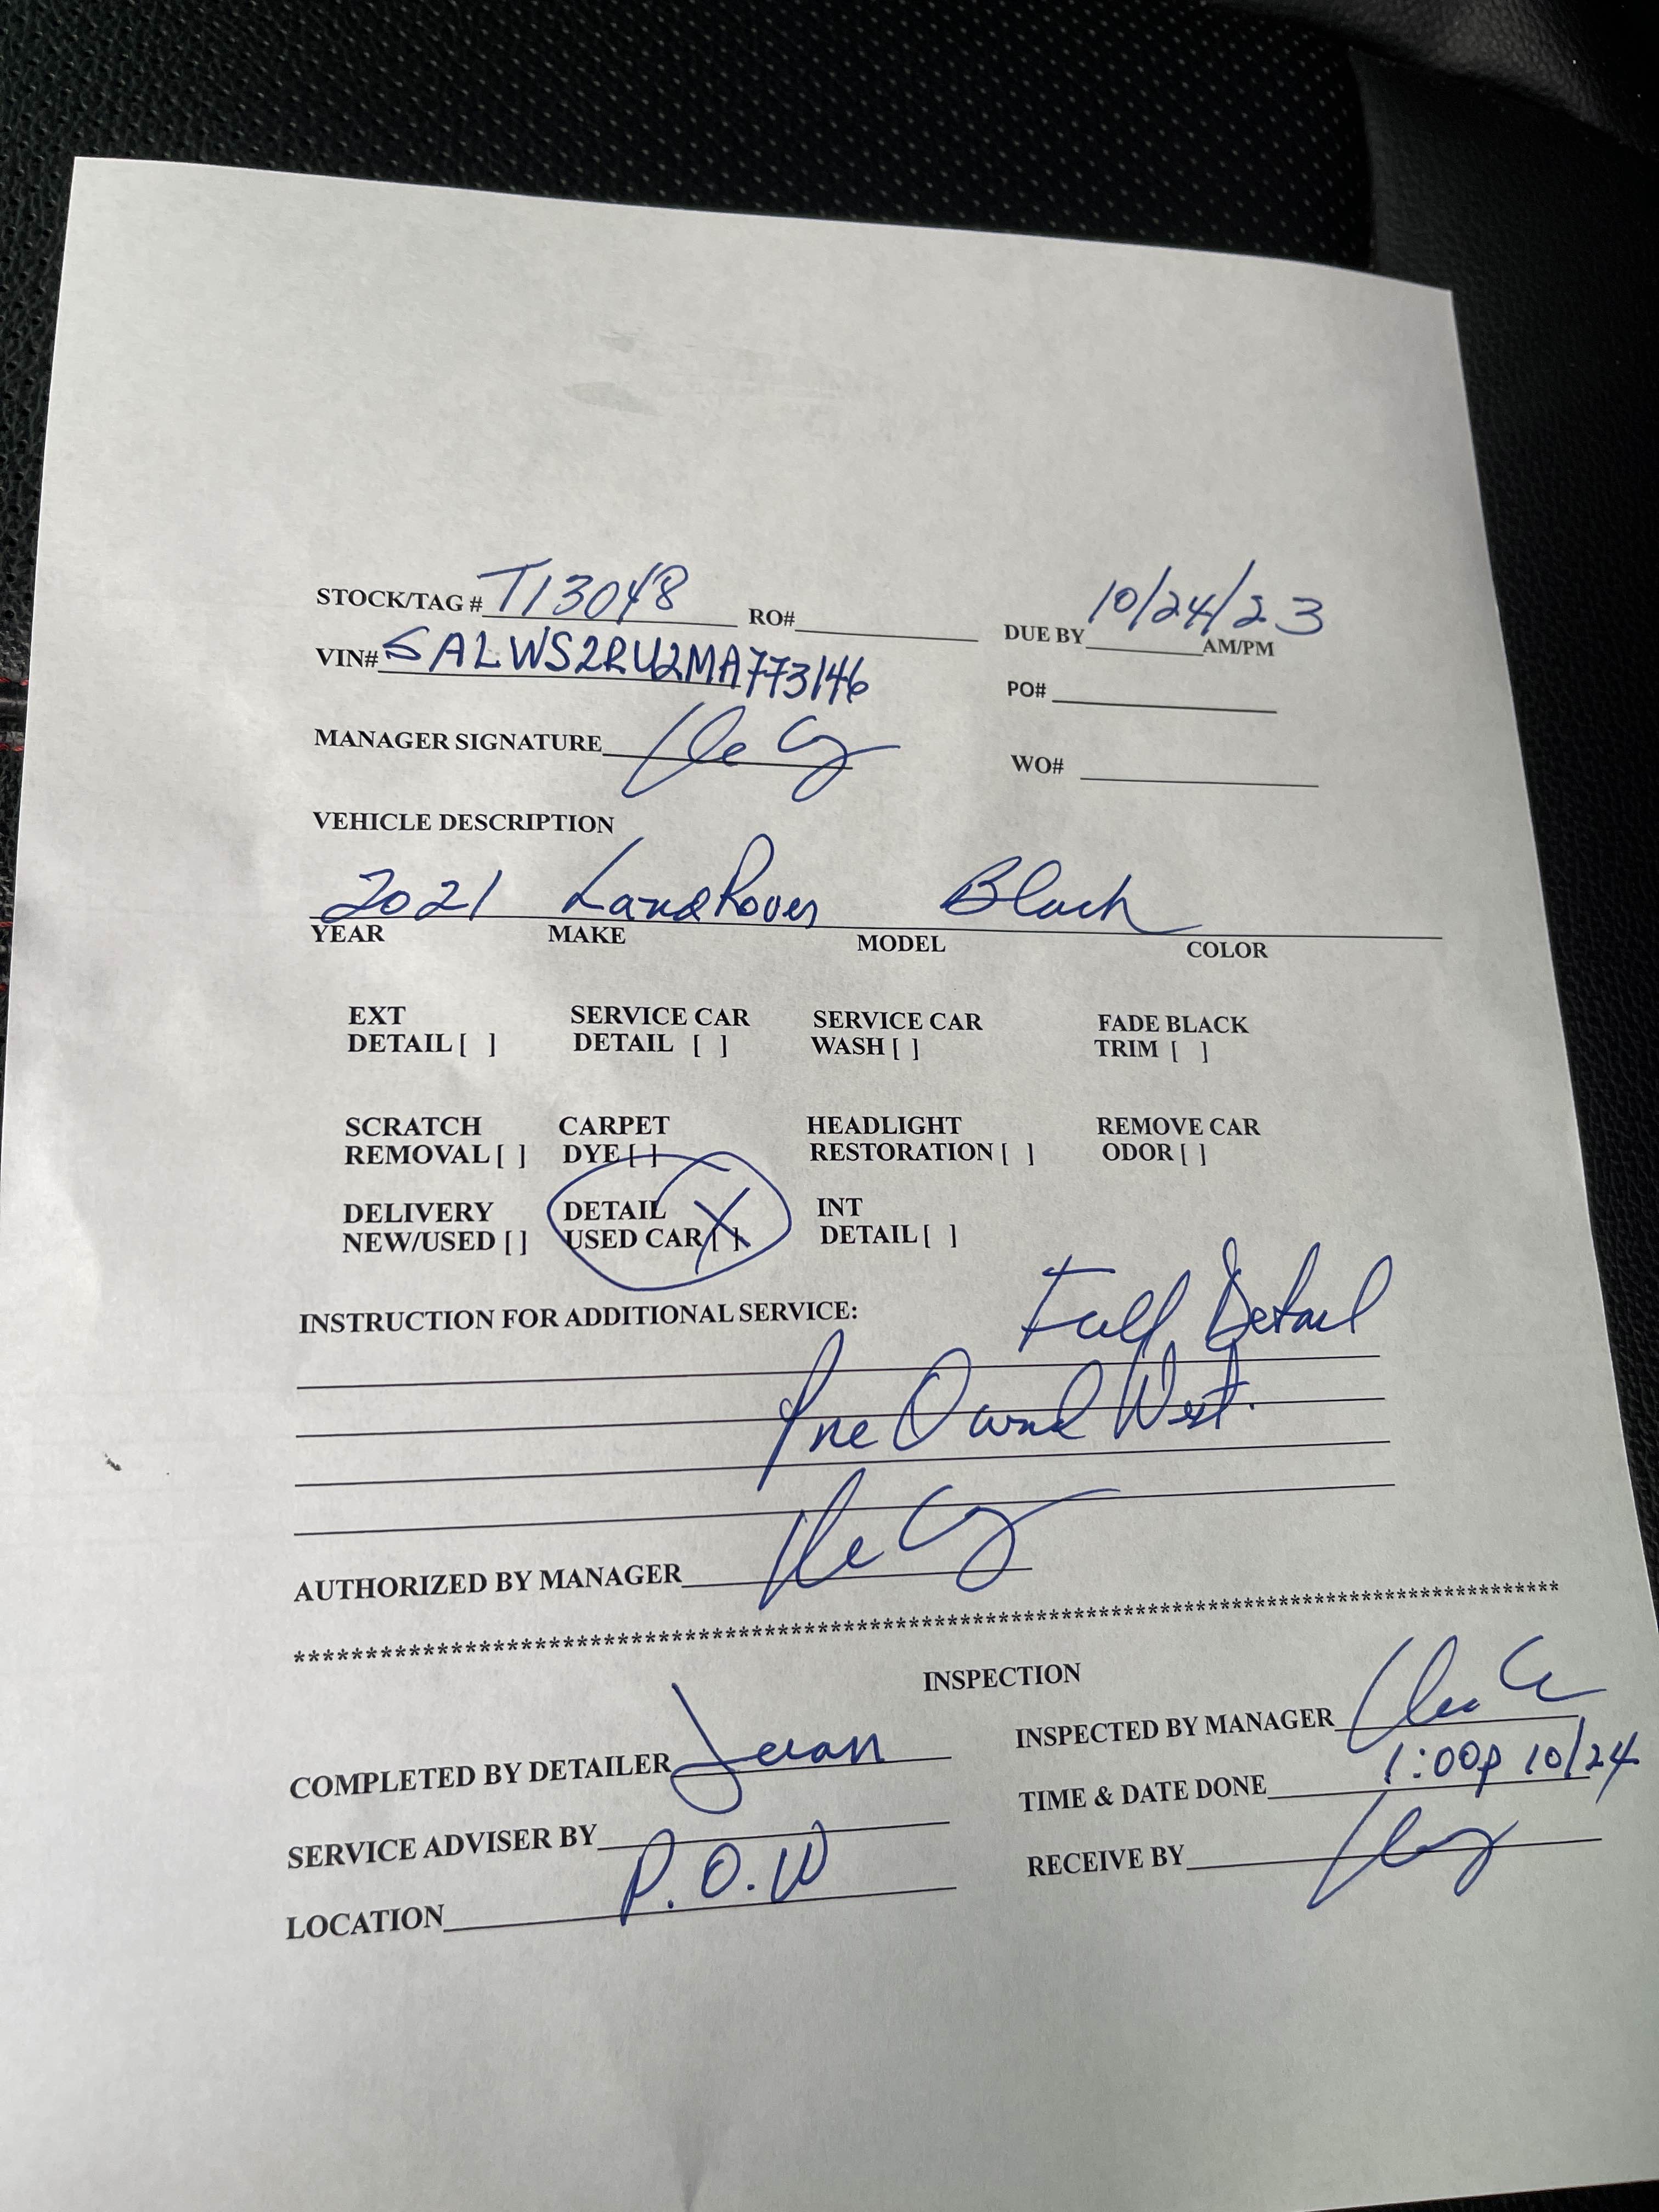 STOCK/TAG # T13048 RO# DUE BY 10/24/23 AM/PM
VIN# SALWS2RU2MA773146 PO#
MANAGER SIGNATURE WO#
VEHICLE DESCRIPTION
2021 LandRover Black
YEAR MAKE MODEL COLOR
EXT SERVICE CAR SERVICE CAR FADE BLACK
DETAIL [ ] DETAIL [ ] WASH [ ] TRIM [ ]
SCRATCH CARPET HEADLIGHT REMOVE CAR
REMOVAL [ ] DYE [ ] RESTORATION [ ] ODOR [ ]
DELIVERY DETAIL INT
NEW/USED [ ] USED CAR [X] DETAIL [ ]
INSTRUCTION FOR ADDITIONAL SERVICE: Full Detail
Pre Ownd West.
AUTHORIZED BY MANAGER
****************************************************************************************
INSPECTION
COMPLETED BY DETAILER Juan INSPECTED BY MANAGER
SERVICE ADVISER BY TIME & DATE DONE 1:00p 10/24
LOCATION P.O.W RECEIVE BY